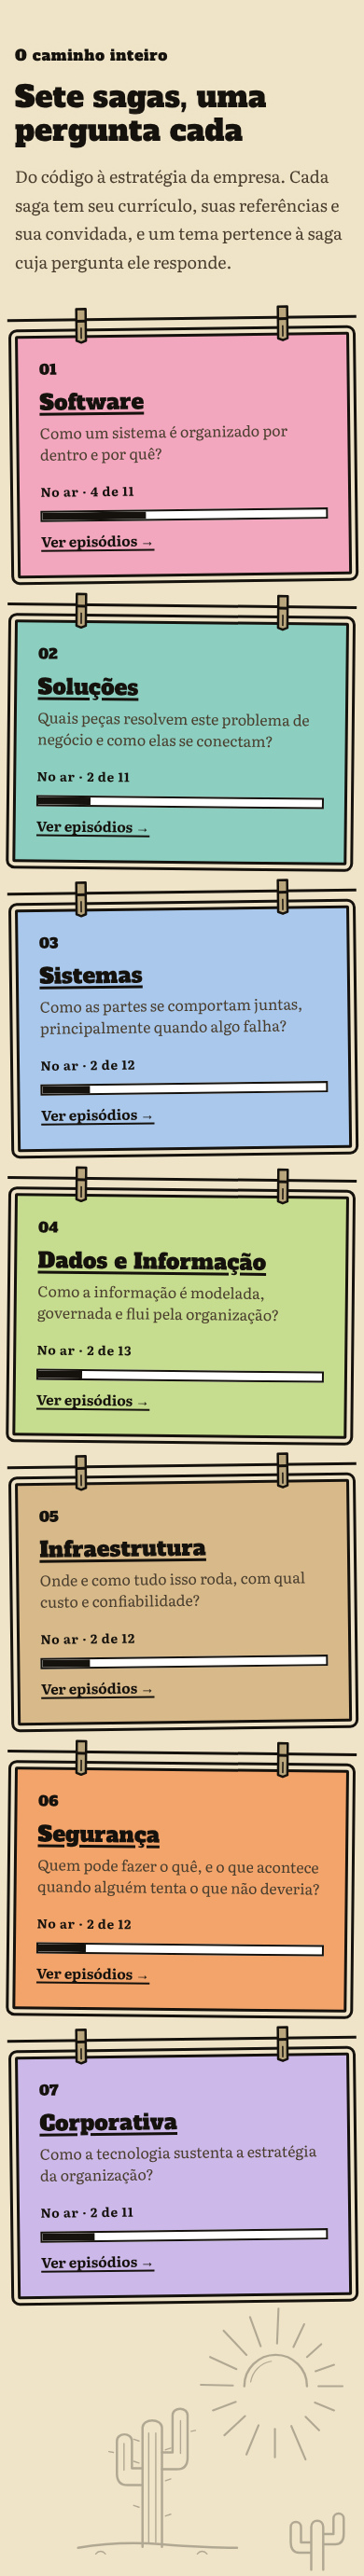 O caminho inteiro
Sete sagas, uma
pergunta cada
Do código à estratégia da empresa. Cada
saga tem seu currículo, suas referências e
sua convidada, e um tema pertence à saga
cuja pergunta ele responde.
01
Software
Como um sistema é organizado por
dentro e por quê?
No ar · 4 de 11
Ver episódios →
02
Soluções
Quais peças resolvem este problema de
negócio e como elas se conectam?
No ar · 2 de 11
Ver episódios →
03
Sistemas
Como as partes se comportam juntas,
principalmente quando algo falha?
No ar · 2 de 12
Ver episódios →
04
Dados e Informação
Como a informação é modelada,
governada e flui pela organização?
No ar · 2 de 13
Ver episódios →
05
Infraestrutura
Onde e como tudo isso roda, com qual
custo e confiabilidade?
No ar · 2 de 12
Ver episódios →
06
Segurança
Quem pode fazer o quê, e o que acontece
quando alguém tenta o que não deveria?
No ar · 2 de 12
Ver episódios →
07
Corporativa
Como a tecnologia sustenta a estratégia
da organização?
No ar · 2 de 11
Ver episódios →